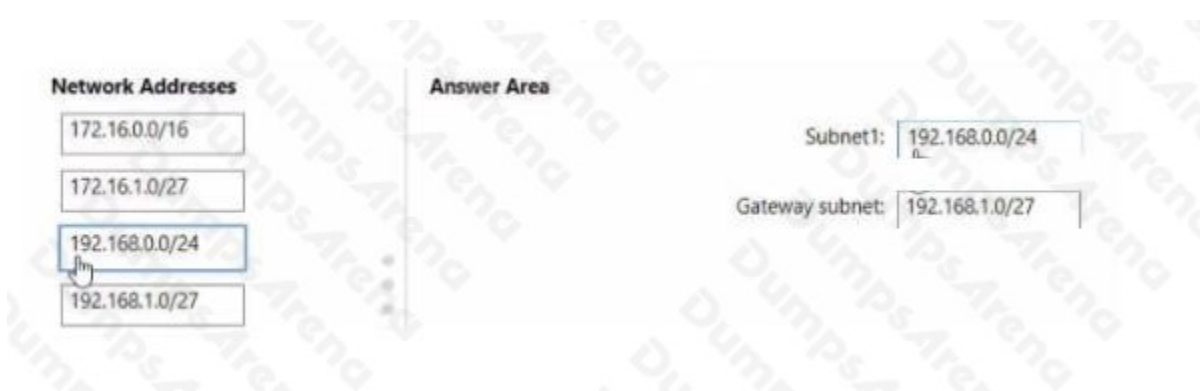 Network Addresses
172.16.0.0/16
172.16.1.0/27
192.168.0.0/24
192.168.1.0/27
Answer Area
Subnet1: 192.168.0.0/24
Gateway subnet: 192.168.1.0/27
DumpsArena